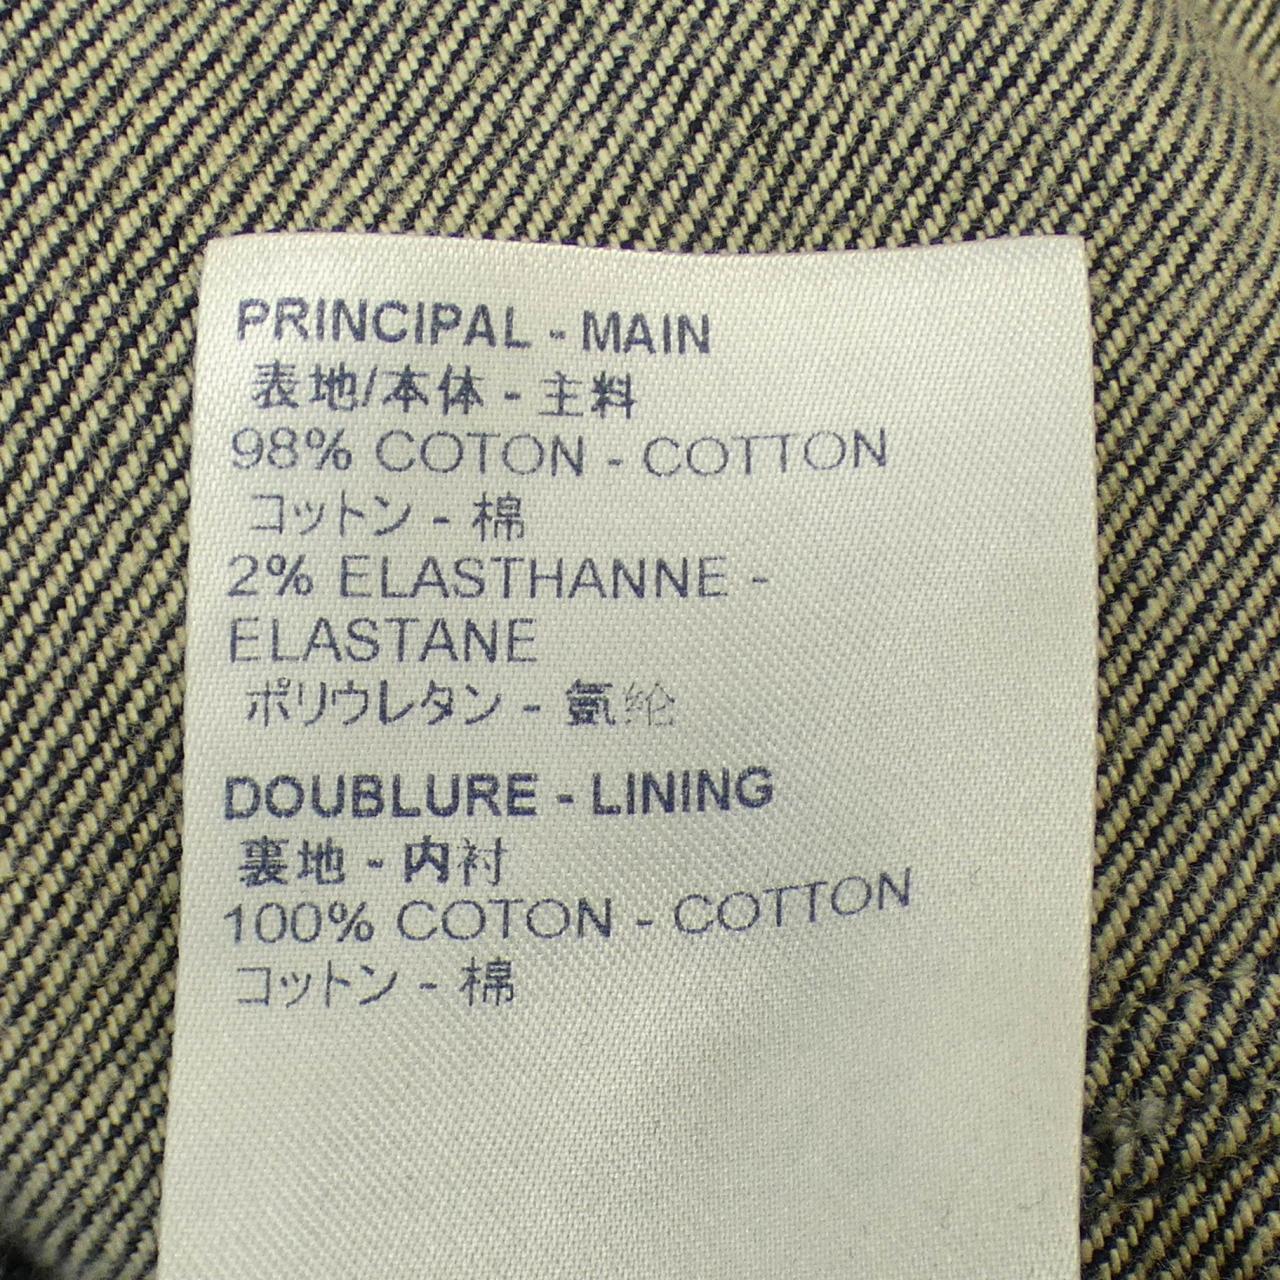 PRINCIPAL - MAIN
表地/本体 - 主料
98% COTON - COTTON
コットン - 棉
2% ELASTHANNE -
ELASTANE
ポリウレタン - 氨纶
DOUBLURE - LINING
裏地 - 内衬
100% COTON - COTTON
コットン - 棉